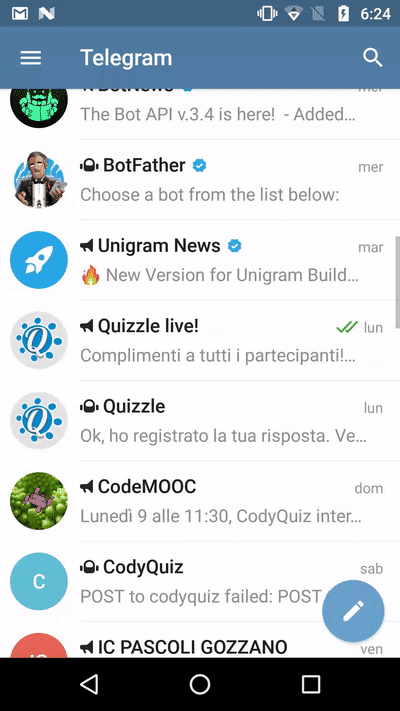 6:24
Telegram
BotNews
mer
The Bot API v.3.4 is here!  - Added…
BotFather
mer
Choose a bot from the list below:
Unigram News
mar
🔥 New Version for Unigram Build…
Quizzle live!
lun
Complimenti a tutti i partecipanti!…
Quizzle
lun
Ok, ho registrato la tua risposta. Ve…
CodeMOOC
dom
Lunedì 9 alle 11:30, CodyQuiz inter…
C
CodyQuiz
sab
POST to codyquiz failed: POST
IC PASCOLI GOZZANO
ven